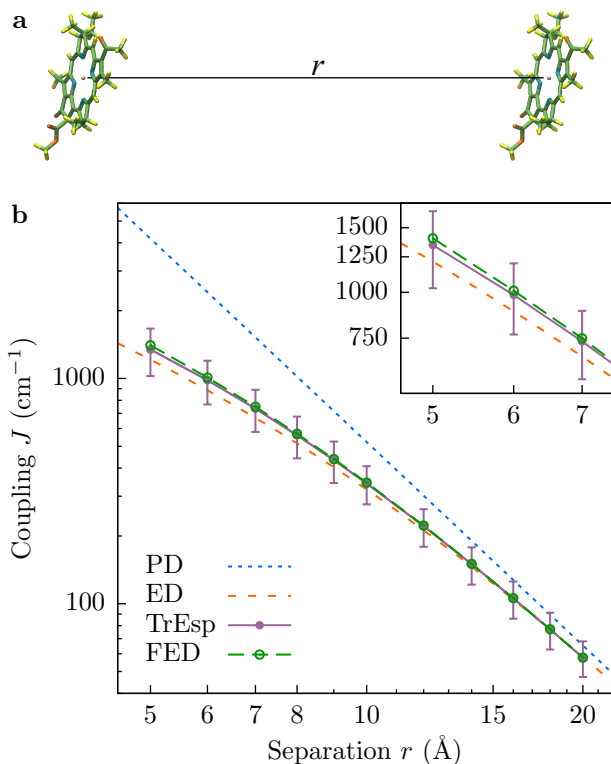 a
r
b
1000
100
Coupling J (cm⁻¹)
PD
ED
TrEsp
FED
1500
1250
1000
750
5 6 7
5 6 7 8 10 15 20
Separation r (Å)